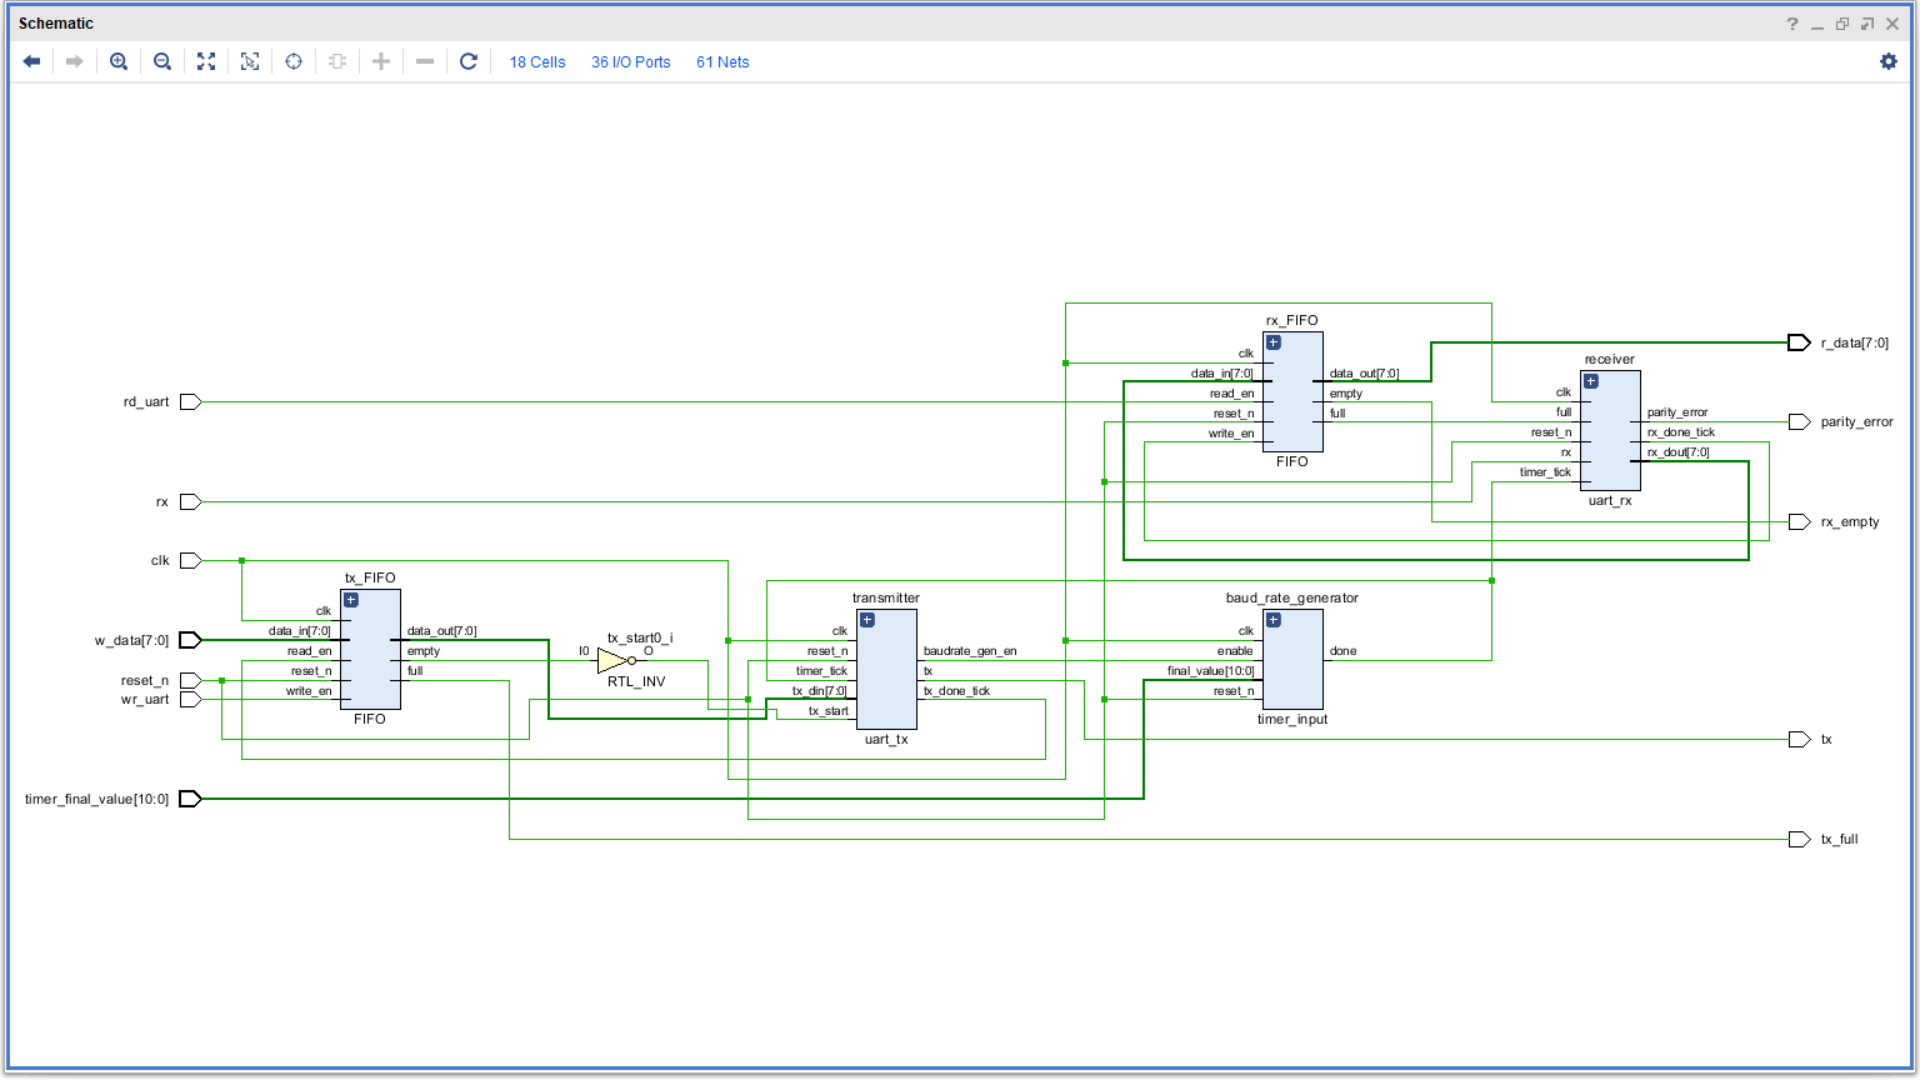 Schematic
18 Cells 36 I/O Ports 61 Nets
rd_uart
rx
clk
w_data[7:0]
reset_n
wr_uart
timer_final_value[10:0]
tx_FIFO
clk
data_in[7:0]
read_en
reset_n
write_en
data_out[7:0]
empty
full
FIFO
tx_start0_i
I0 O
RTL_INV
transmitter
clk
reset_n
timer_tick
tx_din[7:0]
tx_start
baudrate_gen_en
tx
tx_done_tick
uart_tx
rx_FIFO
clk
data_in[7:0]
read_en
reset_n
write_en
data_out[7:0]
empty
full
FIFO
baud_rate_generator
clk
enable
final_value[10:0]
reset_n
done
timer_input
receiver
clk
full
reset_n
rx
timer_tick
parity_error
rx_done_tick
rx_dout[7:0]
uart_rx
r_data[7:0]
parity_error
rx_empty
tx
tx_full